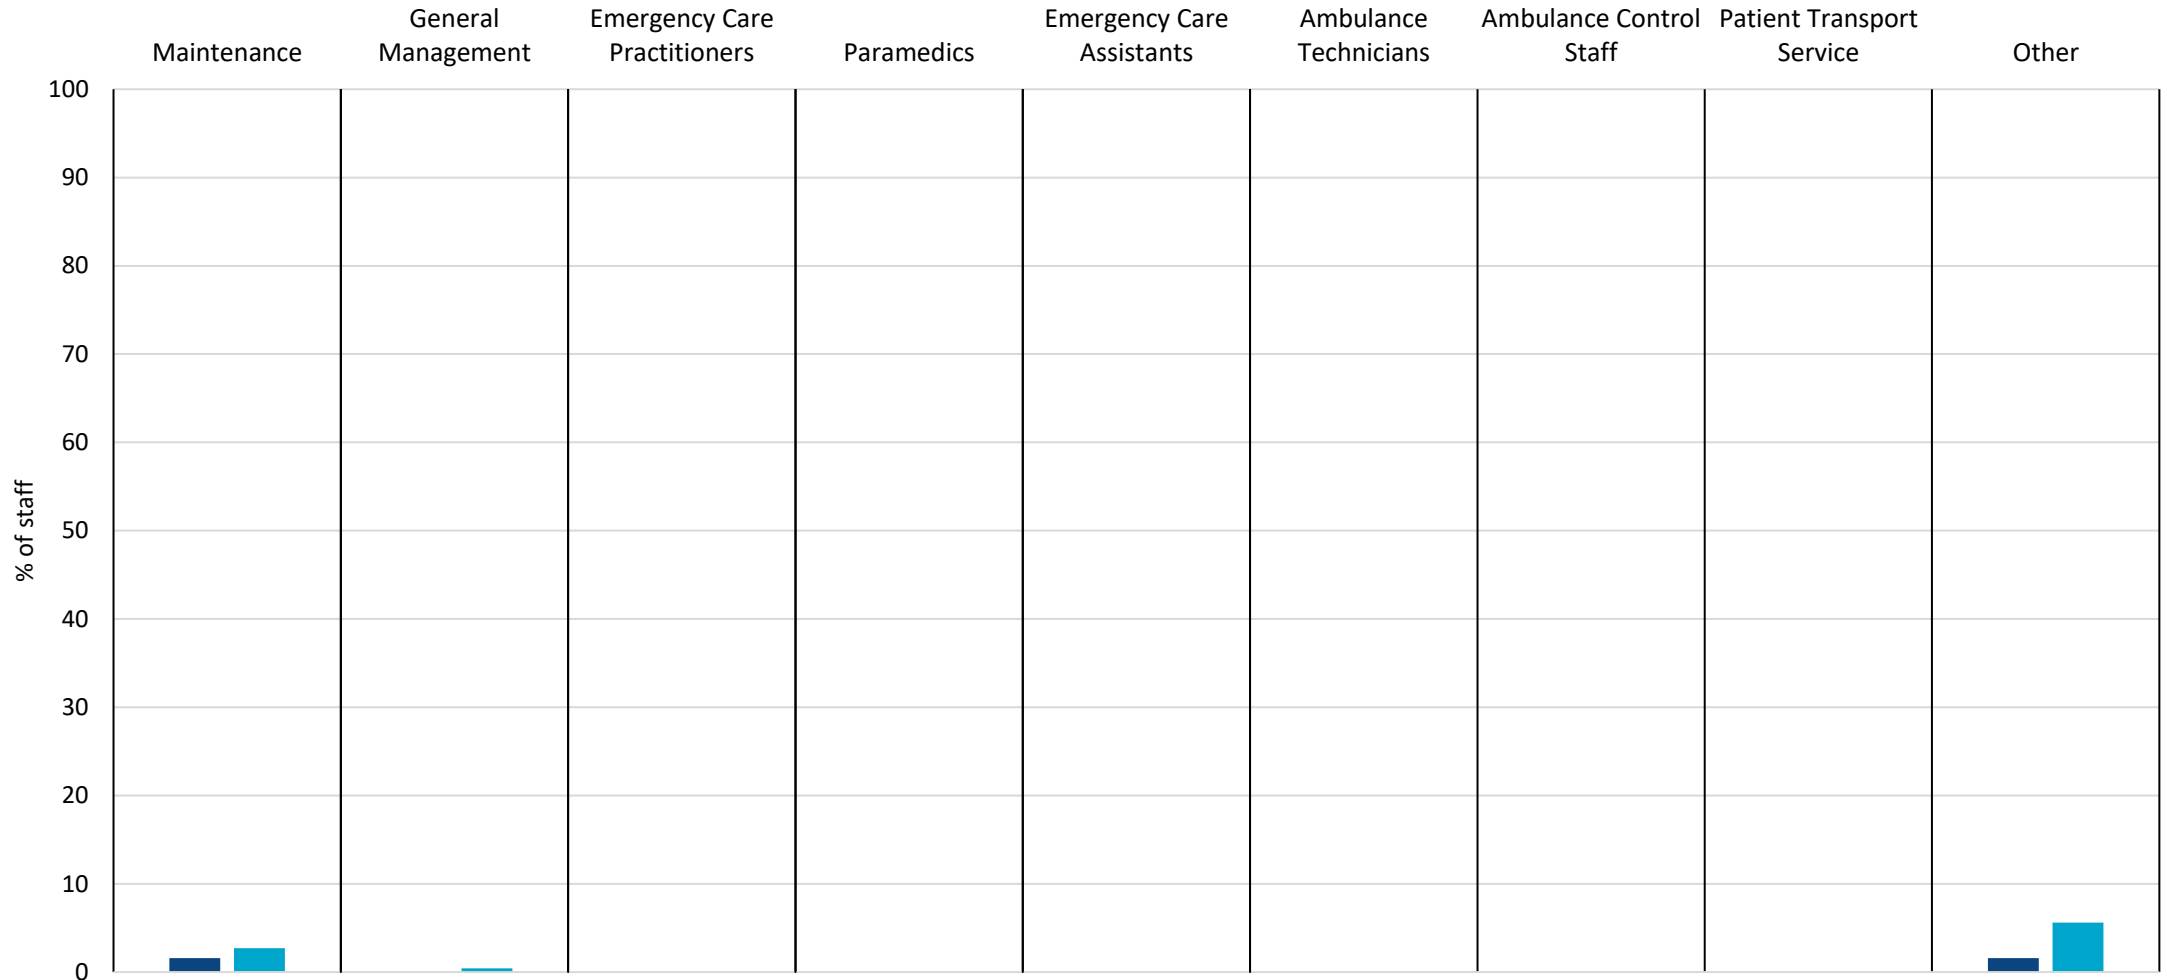 Maintenance
General
Management
Emergency Care
Practitioners
Paramedics
Emergency Care
Assistants
Ambulance
Technicians
Ambulance Control
Staff
Patient Transport
Service
Other
100
90
80
70
60
50
40
30
20
10
0
% of staff